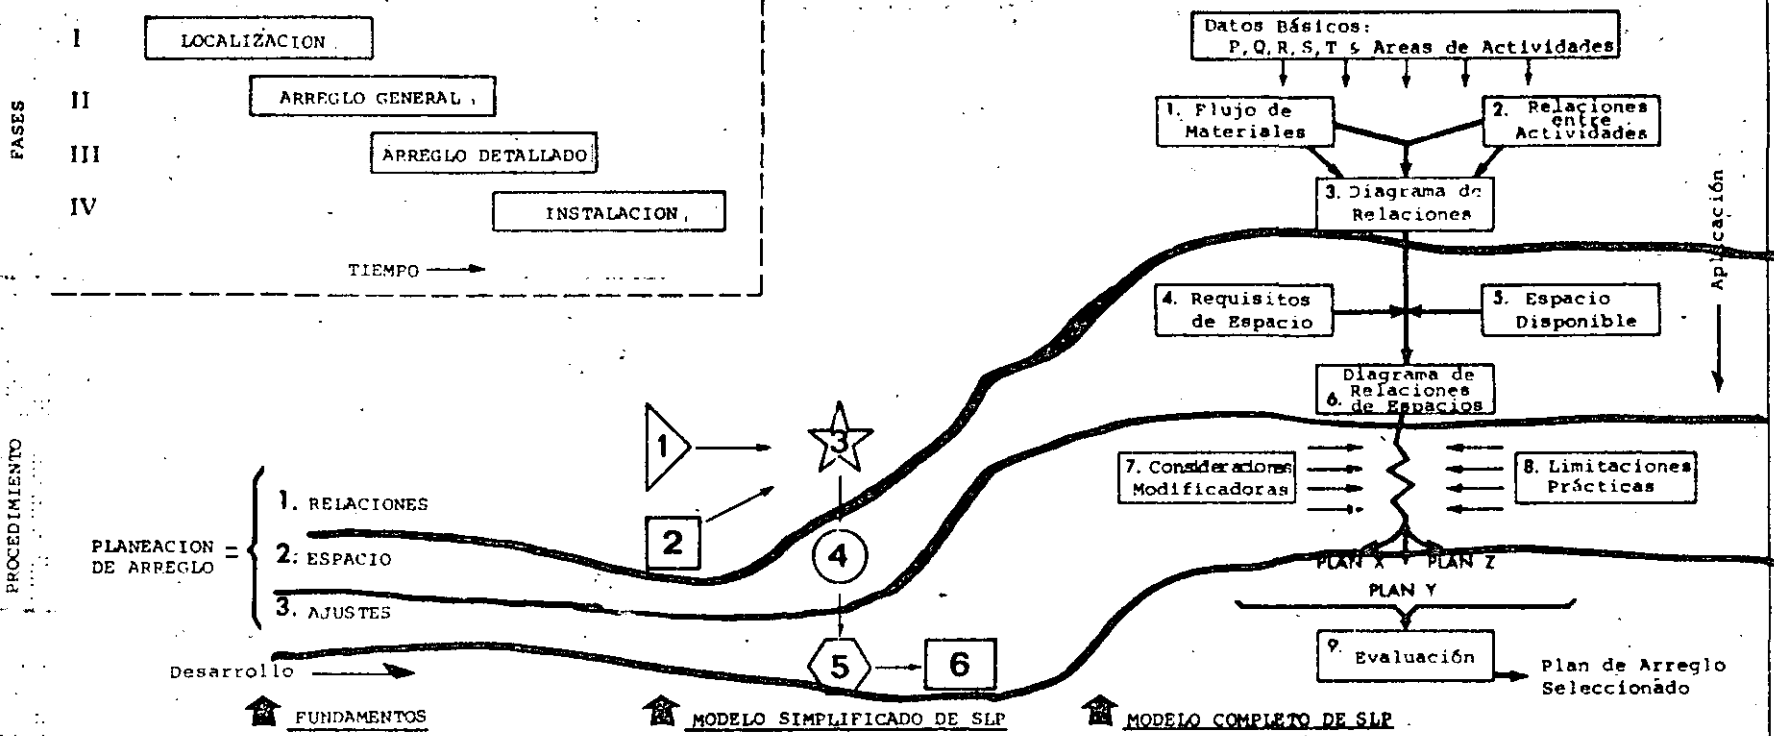 FASES
I LOCALIZACION
II ARREGLO GENERAL
III ARREGLO DETALLADO
IV INSTALACION
TIEMPO
PROCEDIMIENTO
PLANEACION
DE ARREGLO =
1. RELACIONES
2. ESPACIO
3. AJUSTES
Desarrollo
FUNDAMENTOS
1
2
3
4
5
6
MODELO SIMPLIFICADO DE SLP
Datos Básicos:
P, Q, R, S, T & Areas de Actividades
1. Flujo de
Materiales
2. Relaciones
entre
Actividades
3. Diagrama de
Relaciones
4. Requisitos
de Espacio
5. Espacio
Disponible
Diagrama de
6. Relaciones
de Espacios
7. Consideraciones
Modificadoras
8. Limitaciones
Prácticas
PLAN X
PLAN Z
PLAN Y
9. Evaluación
Plan de Arreglo
Seleccionado
Aplicación
MODELO COMPLETO DE SLP